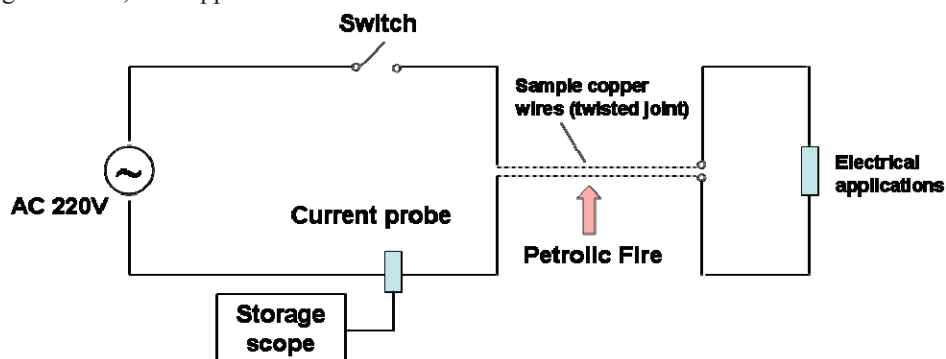 Switch
Sample copper
wires (twisted joint)
Electrical
applications
AC 220V
Current probe
Petrolic Fire
Storage
scope